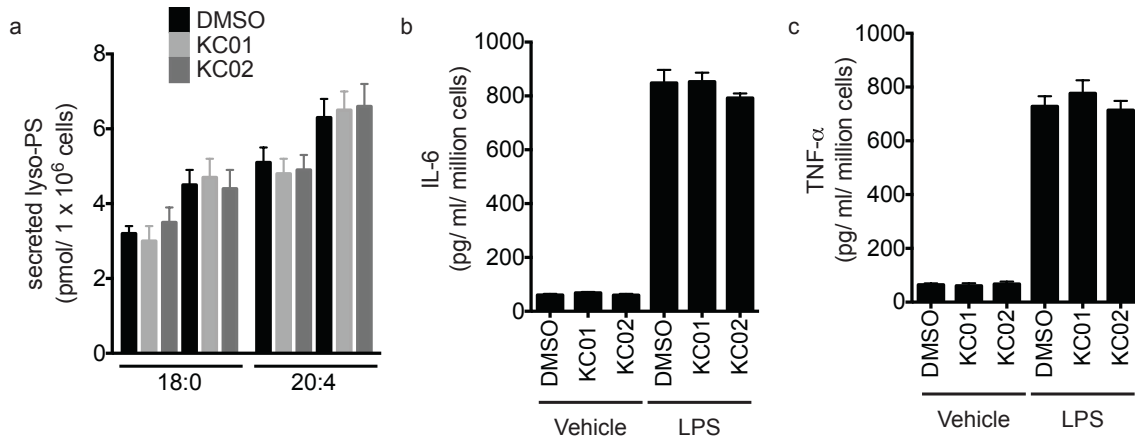 a
DMSO
KC01
KC02
secreted lyso-PS
(pmol/ 1 x 10⁶ cells)
8
6
4
2
0
18:0
20:4
b
IL-6
(pg/ ml/ million cells)
1000
800
600
400
200
0
DMSO
KC01
KC02
DMSO
KC01
KC02
Vehicle
LPS
c
TNF-α
(pg/ ml/ million cells)
1000
800
600
400
200
0
DMSO
KC01
KC02
DMSO
KC01
KC02
Vehicle
LPS